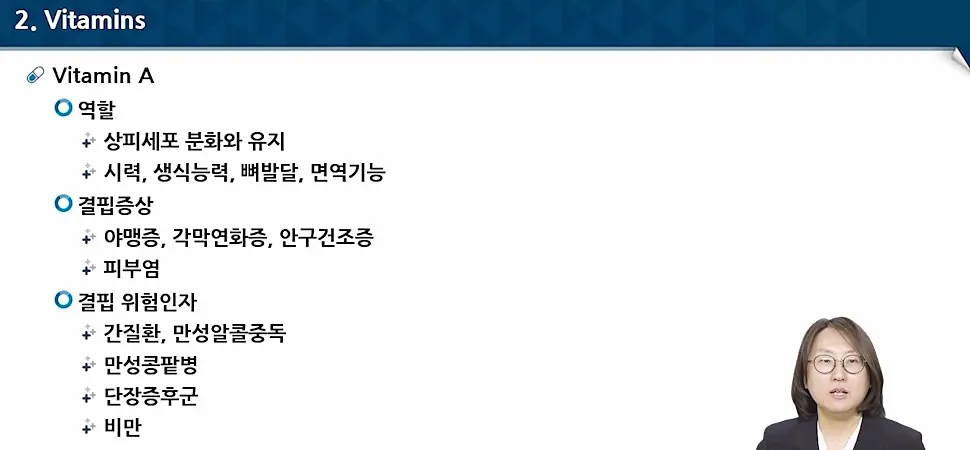 2. Vitamins
Vitamin A
역할
상피세포 분화와 유지
시력, 생식능력, 뼈발달, 면역기능
결핍증상
야맹증, 각막연화증, 안구건조증
피부염
결핍 위험인자
간질환, 만성알콜중독
만성콩팥병
단장증후군
비만